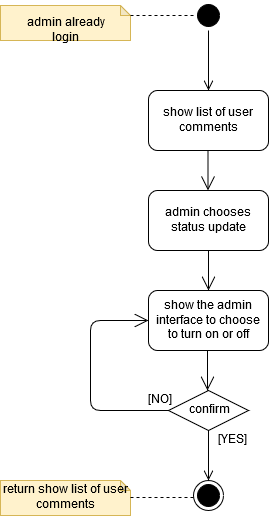 admin already
login
show list of user
comments
admin chooses
status update
show the admin
interface to choose
to turn on or off
[NO]
confirm
[YES]
return show list of user
comments